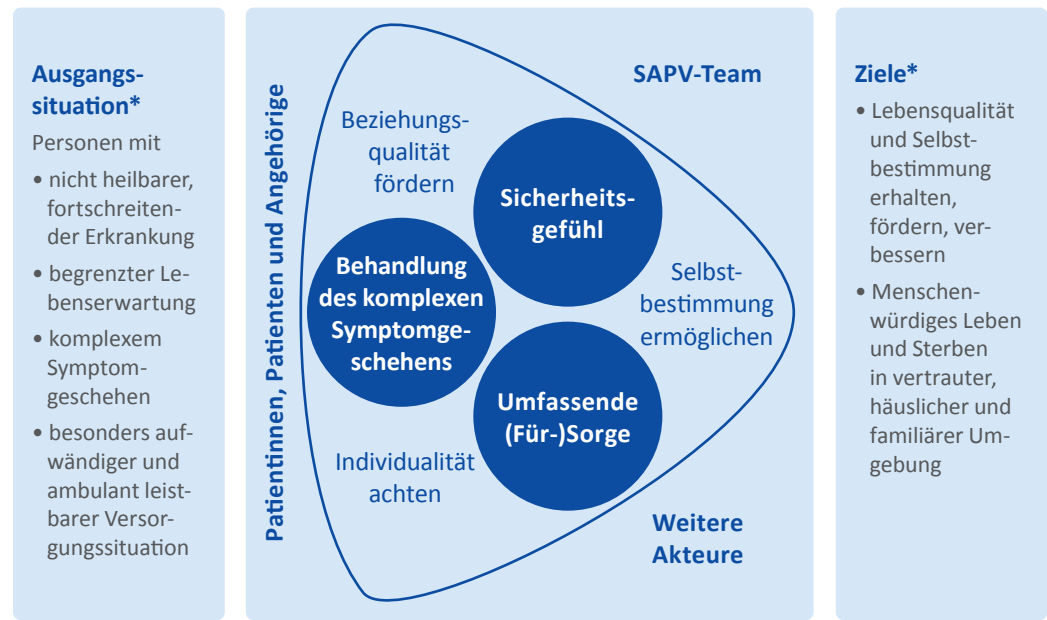 Ausgangs-
situation*
Personen mit
• nicht heilbarer,
fortschreiten-
der Erkrankung
• begrenzter Le-
benserwartung
• komplexem
Symptom-
geschehen
• besonders auf-
wändiger und
ambulant leist-
barer Versor-
gungssituation
Patientinnen, Patienten und Angehörige
SAPV-Team
Beziehungs-
qualität
fördern
Sicherheits-
gefühl
Behandlung
des komplexen
Symptomge-
schehens
Selbst-
bestimmung
ermöglichen
Umfassende
(Für-)Sorge
Individualität
achten
Weitere
Akteure
Ziele*
• Lebensqualität
und Selbst-
bestimmung
erhalten,
fördern, ver-
bessern
• Menschen-
würdiges Leben
und Sterben
in vertrauter,
häuslicher und
familiärer Um-
gebung